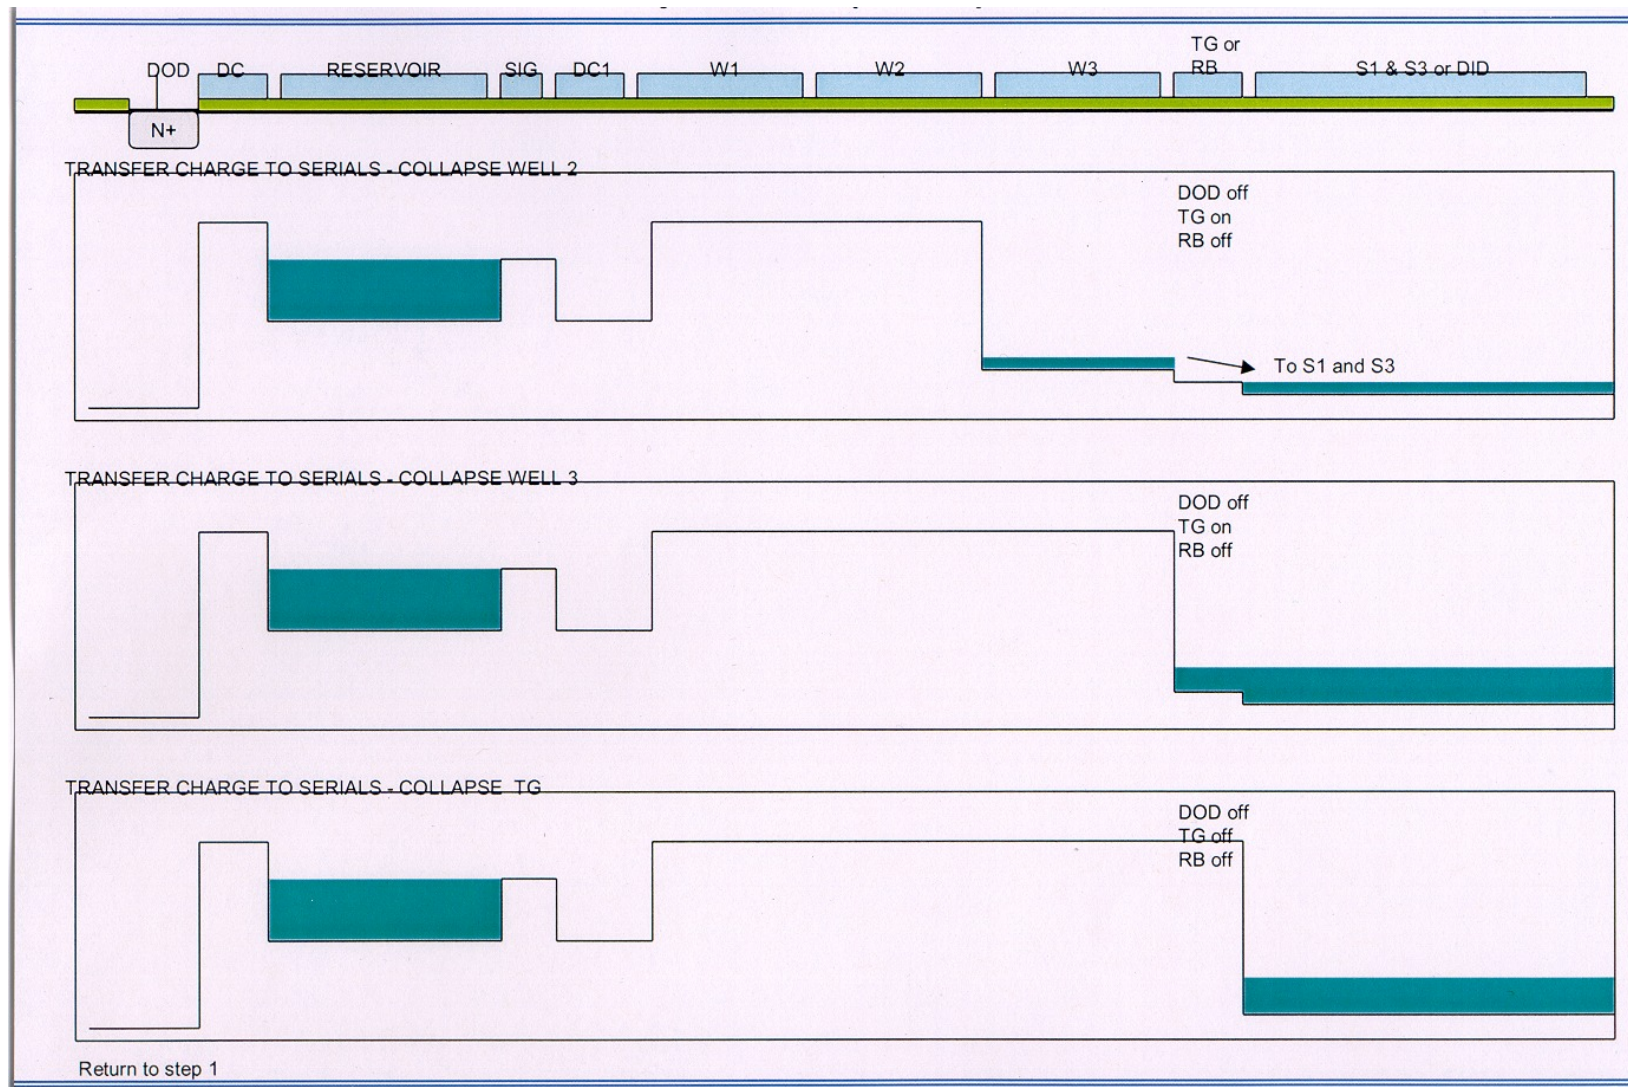 DOD DC RESERVOIR SIG DC1 W1 W2 W3 TG or RB S1 & S3 or DID
N+
TRANSFER CHARGE TO SERIALS - COLLAPSE WELL 2
DOD off
TG on
RB off
To S1 and S3
TRANSFER CHARGE TO SERIALS - COLLAPSE WELL 3
DOD off
TG on
RB off
TRANSFER CHARGE TO SERIALS - COLLAPSE TG
DOD off
TG off
RB off
Return to step 1